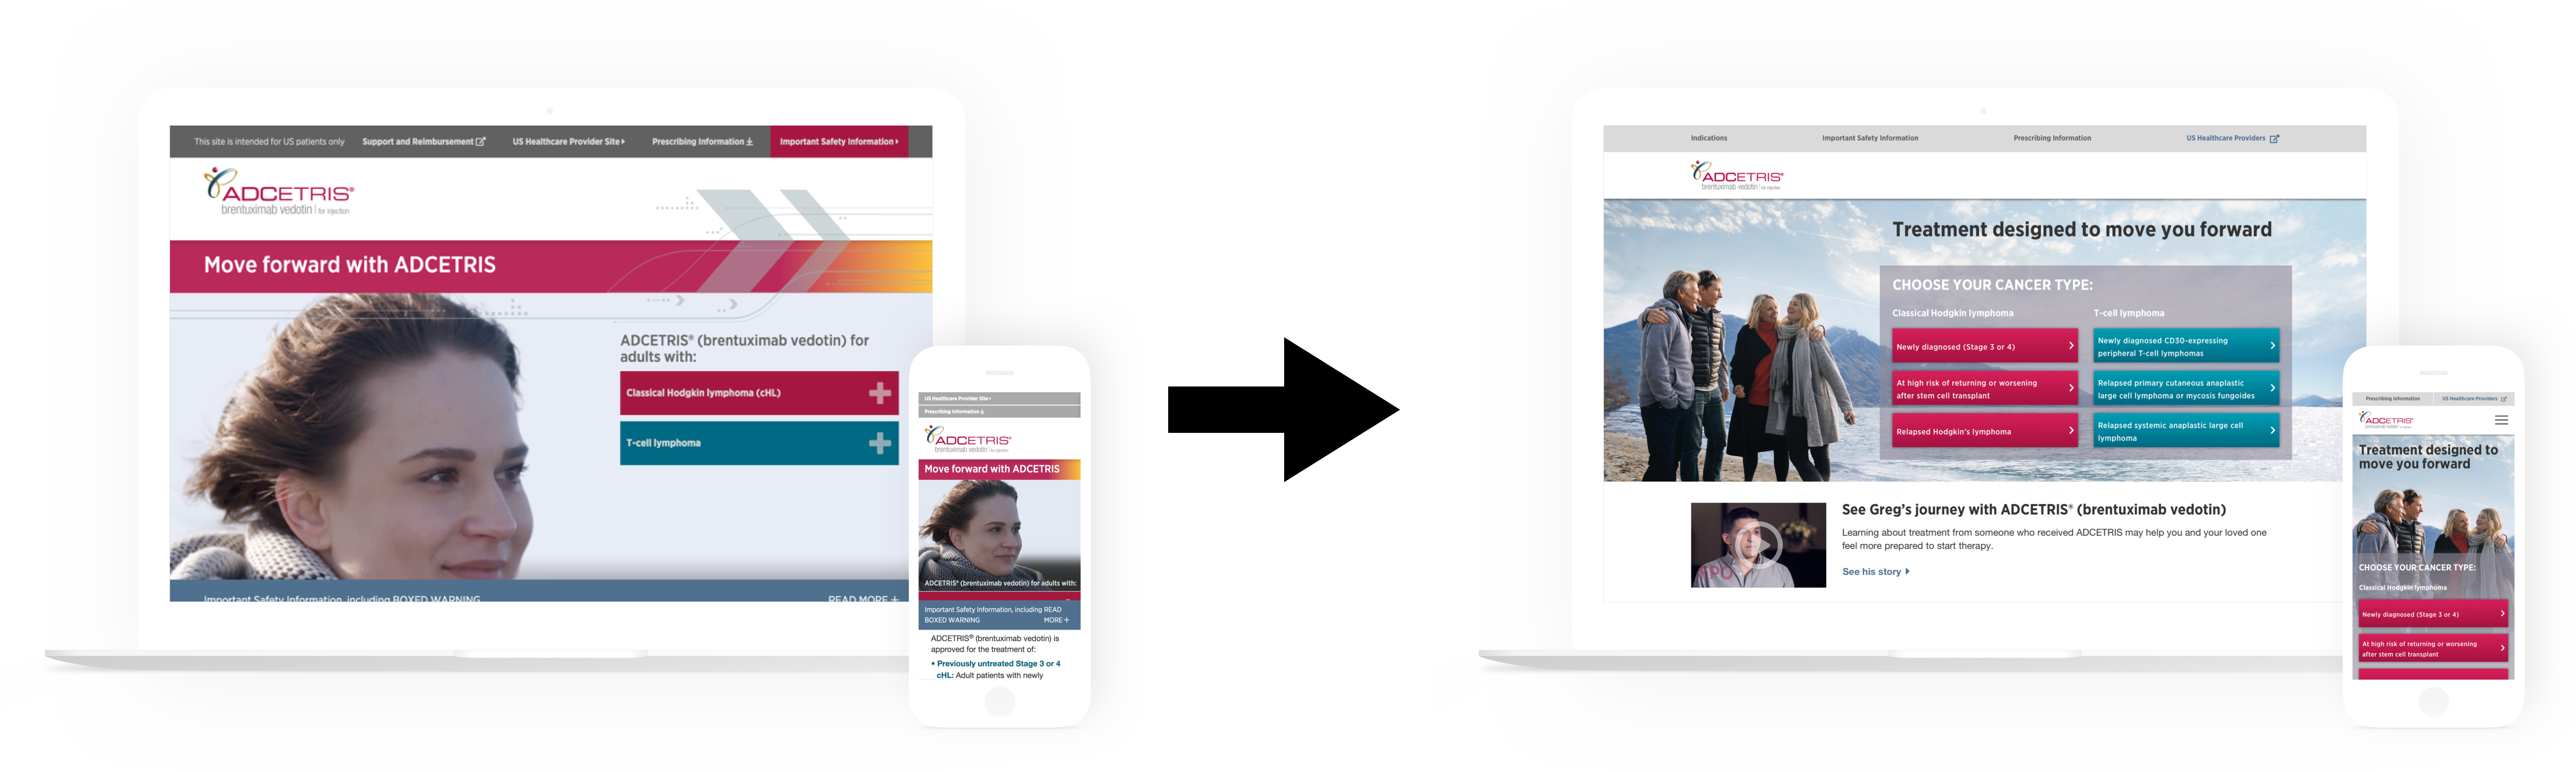 This site is intended for US patients only
Support and Reimbursement
US Healthcare Provider Site
Prescribing Information
Important Safety Information
ADCETRIS®
brentuximab vedotin | for injection
Move forward with ADCETRIS
ADCETRIS® (brentuximab vedotin) for
adults with:
Classical Hodgkin lymphoma (cHL)
T-cell lymphoma
Important Safety Information, including BOXED WARNING
READ MORE +
US Healthcare Provider Site
Prescribing Information
ADCETRIS®
brentuximab vedotin | for injection
Move forward with ADCETRIS
ADCETRIS® (brentuximab vedotin) for adults with:
Important Safety Information, including READ
BOXED WARNING MORE +
ADCETRIS® (brentuximab vedotin) is
approved for the treatment of:
• Previously untreated Stage 3 or 4
cHL: Adult patients with newly
Indications
Important Safety Information
Prescribing Information
US Healthcare Providers
ADCETRIS®
brentuximab vedotin | for injection
Treatment designed to move you forward
CHOOSE YOUR CANCER TYPE:
Classical Hodgkin lymphoma
Newly diagnosed (Stage 3 or 4)
At high risk of returning or worsening
after stem cell transplant
Relapsed Hodgkin's lymphoma
T-cell lymphoma
Newly diagnosed CD30-expressing
peripheral T-cell lymphomas
Relapsed primary cutaneous anaplastic
large cell lymphoma or mycosis fungoides
Relapsed systemic anaplastic large cell
lymphoma
FPO
See Greg's journey with ADCETRIS® (brentuximab vedotin)
Learning about treatment from someone who received ADCETRIS may help you and your loved one
feel more prepared to start therapy.
See his story
Prescribing Information
US Healthcare Providers
ADCETRIS®
brentuximab vedotin | for injection
Treatment designed to
move you forward
CHOOSE YOUR CANCER TYPE:
Classical Hodgkin lymphoma
Newly diagnosed (Stage 3 or 4)
At high risk of returning or worsening
after stem cell transplant